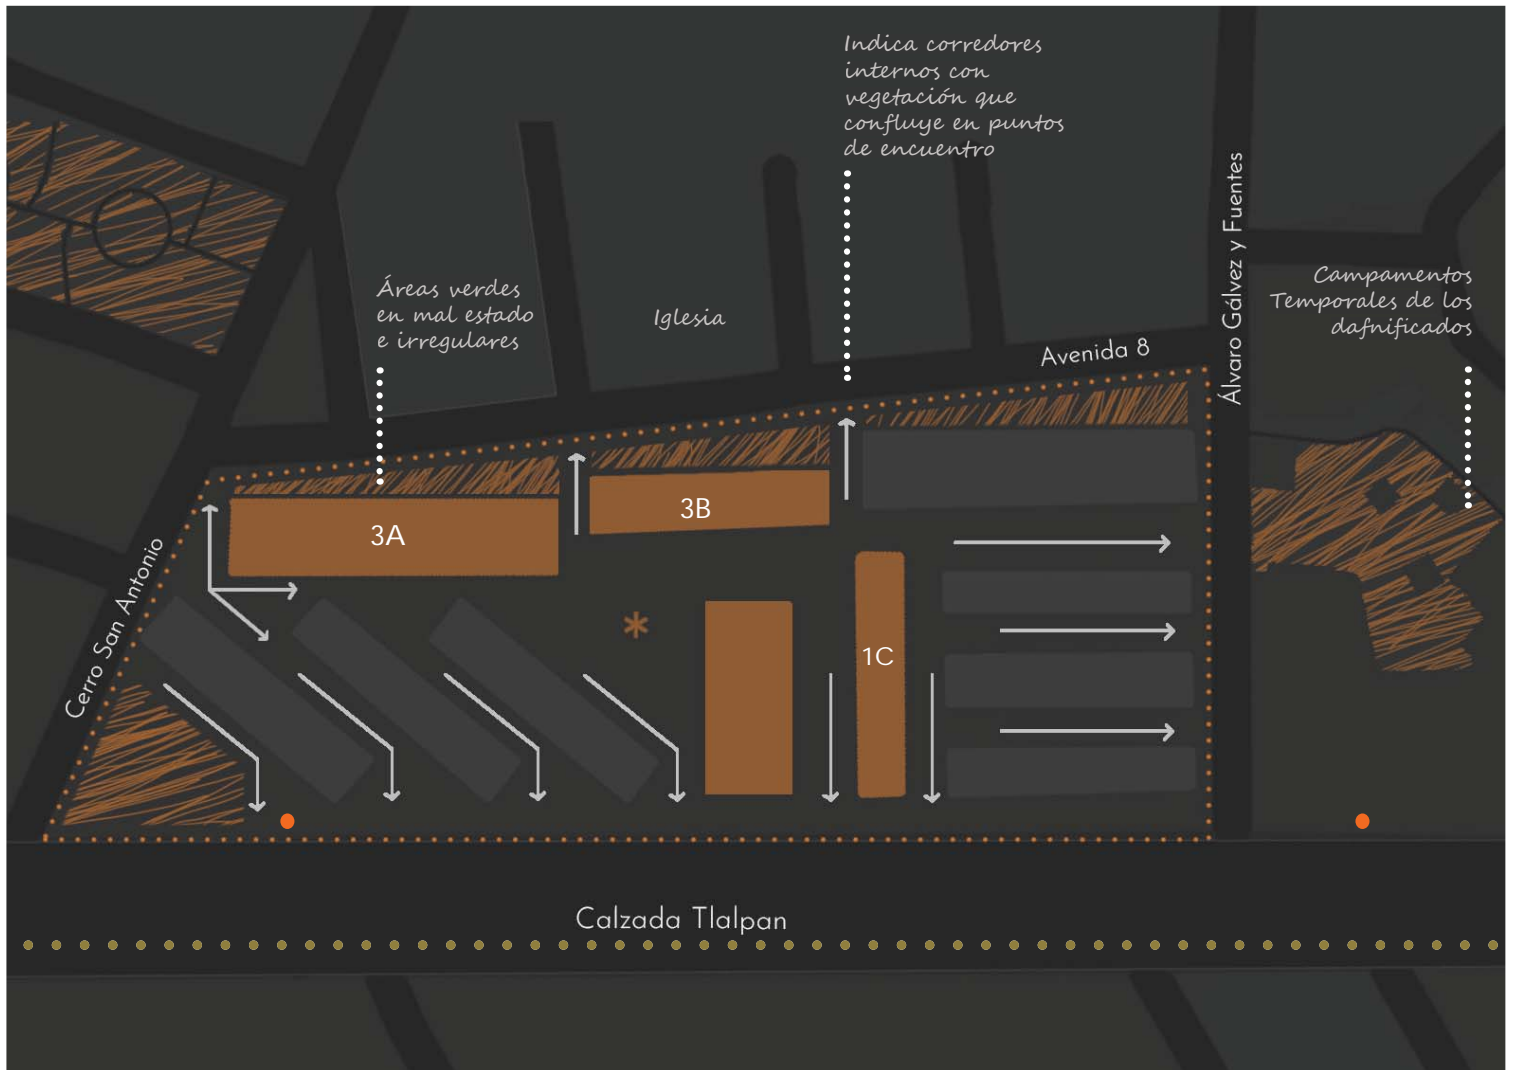 Indica corredores
internos con
vegetación que
confluye en puntos
de encuentro
Álvaro Gálvez y Fuentes
Campamentos
Temporales de los
dafnificados
Áreas verdes
en mal estado
e irregulares
Iglesia
Avenida 8
3A
3B
Cerro San Antonio
*
1C
Calzada Tlalpan